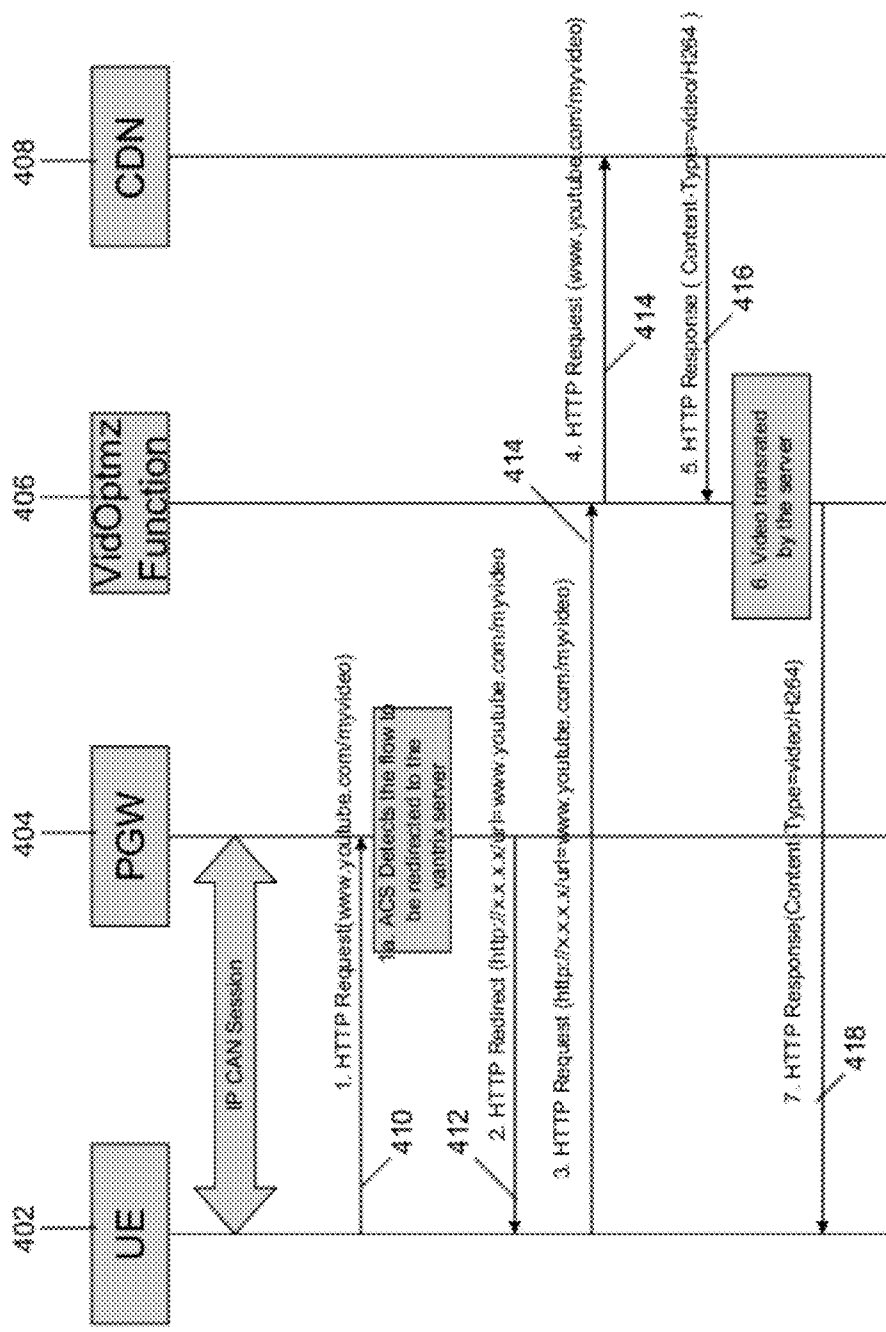 402
UE
404
PGW
406
VidOptmz
Function
408
CDN
IP CAN Session
1. HTTP Request(www.youtube.com/myvideo)
410
1a. ACS Detects the flow to
be redirected to the
vantrix server
2. HTTP Redirect (http://x.x.x.x/url=www.youtube.com/myvideo
412
3. HTTP Request (http://x.x.x.x/url=www.youtube.com/myvideo)
414
4. HTTP Request (www.youtube.com/myvideo)
414
5. HTTP Response ( Content-Type=video/H264 )
416
6. Video transrated
by the server
7. HTTP Response(Content-Type=video/H264)
418